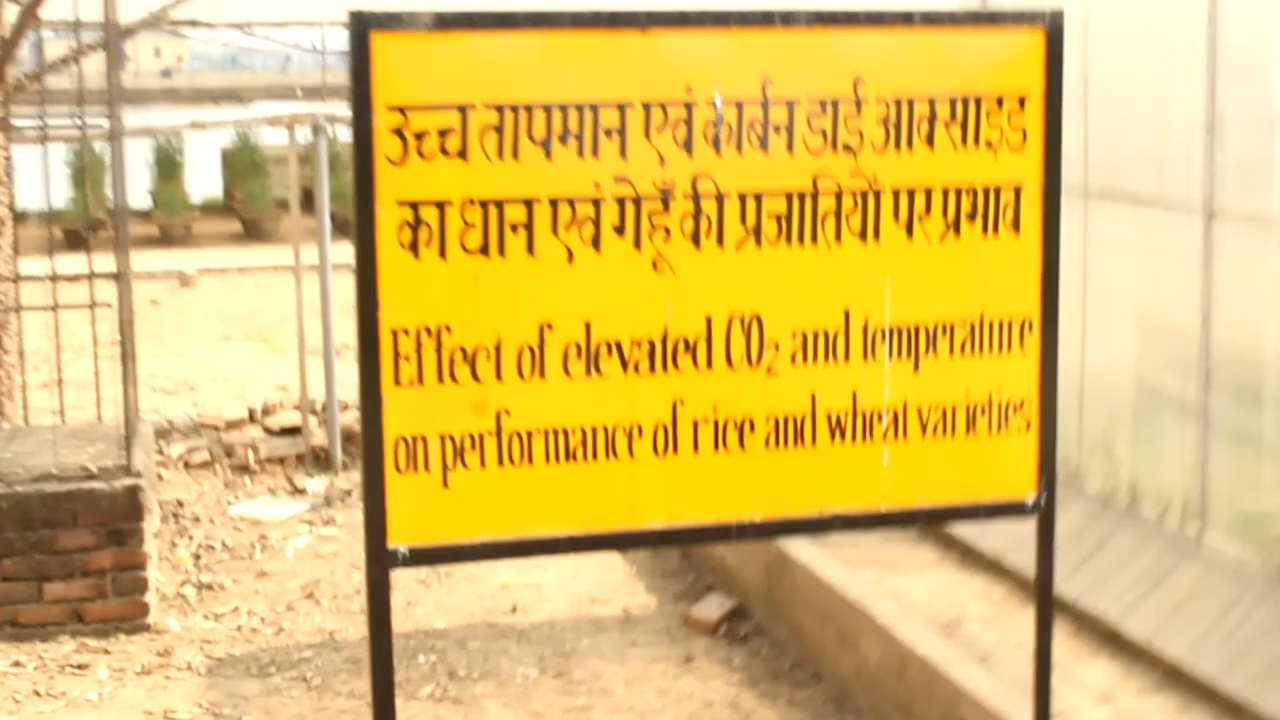 उच्च तापमान एवं कार्बन डाई आक्साइड
का धान एवं गेहूँ की प्रजातियों पर प्रभाव
Effect of elevated CO₂ and temperature
on performance of rice and wheat varieties